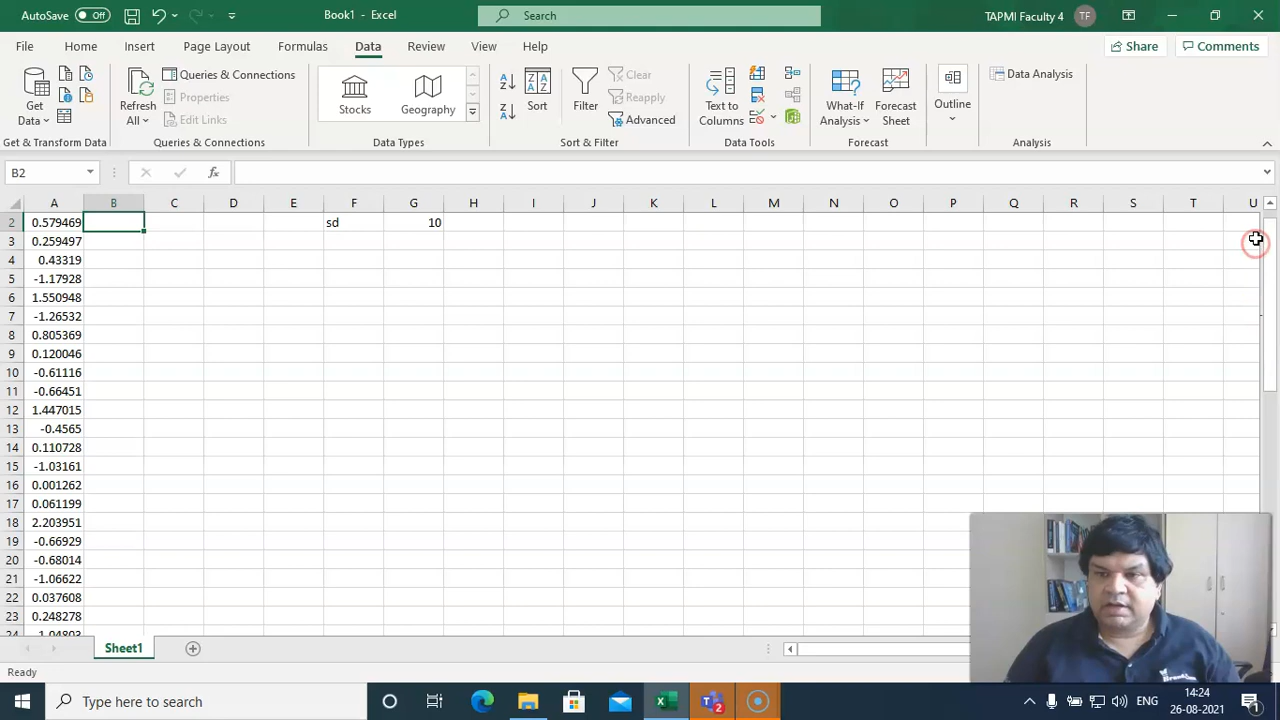 AutoSave Off Book1 - Excel Search TAPMI Faculty 4 TF
File Home Insert Page Layout Formulas Data Review View Help Share Comments
Get Data Refresh All Queries & Connections Properties Edit Links Stocks Geography Sort Filter Clear Reapply Advanced Text to Columns What-If Analysis Forecast Sheet Outline Data Analysis
Get & Transform Data Queries & Connections Data Types Sort & Filter Data Tools Forecast Analysis
B2 fx
A B C D E F G H I J K L M N O P Q R S T U
2 0.579469 sd 10
3 0.259497
4 0.43319
5 -1.17928
6 1.550948
7 -1.26532
8 0.805369
9 0.120046
10 -0.61116
11 -0.66451
12 1.447015
13 -0.4565
14 0.110728
15 -1.03161
16 0.001262
17 0.061199
18 2.203951
19 -0.66929
20 -0.68014
21 -1.06622
22 0.037608
23 0.248278
Sheet1
Ready
Type here to search 2 ENG 14:24
26-08-2021 1